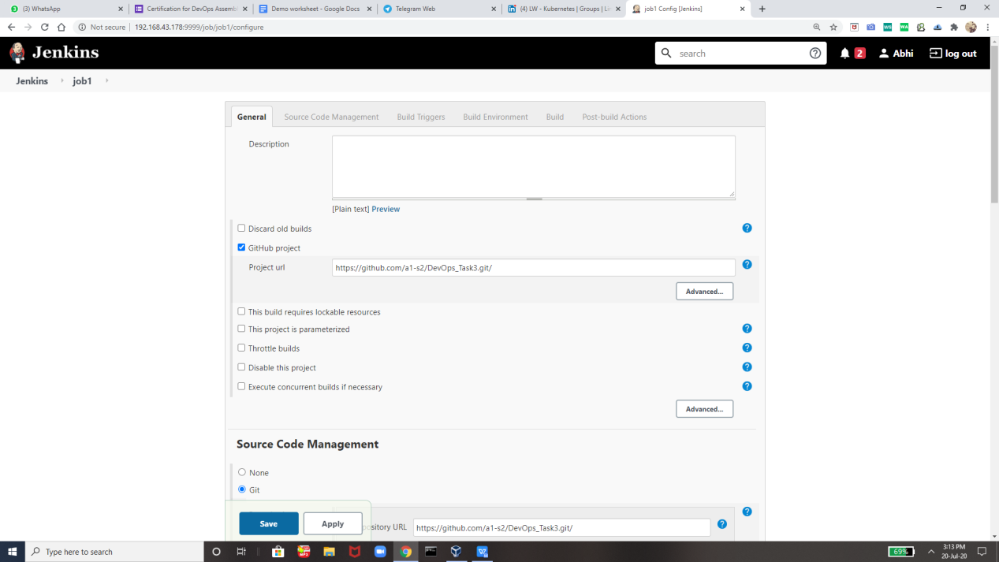 (3) WhatsApp
Certification for DevOps Assembl
Demo worksheet - Google Docs
Telegram Web
(4) LW - Kubernetes | Groups | Li
job1 Config [Jenkins]
Not secure | 192.168.43.178:9999/job/job1/configure
Jenkins
search
2
Abhi
log out
Jenkins
job1
General
Source Code Management
Build Triggers
Build Environment
Build
Post-build Actions
Description
[Plain text] Preview
Discard old builds
GitHub project
Project url
https://github.com/a1-s2/DevOps_Task3.git/
Advanced...
This build requires lockable resources
This project is parameterized
Throttle builds
Disable this project
Execute concurrent builds if necessary
Advanced...
Source Code Management
None
Git
Save
Apply
pository URL
https://github.com/a1-s2/DevOps_Task3.git/
Type here to search
69%
3:13 PM
20-Jul-20